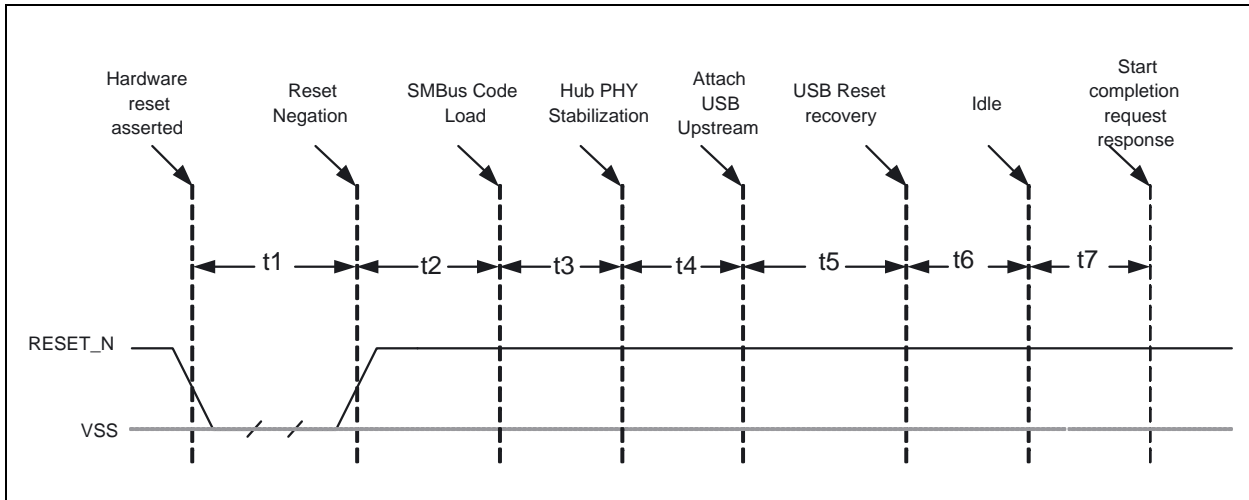 Hardware
reset
asserted
Reset
Negation
SMBus Code
Load
Hub PHY
Stabilization
Attach
USB
Upstream
USB Reset
recovery
Idle
Start
completion
request
response
t1
t2
t3
t4
t5
t6
t7
RESET_N
VSS